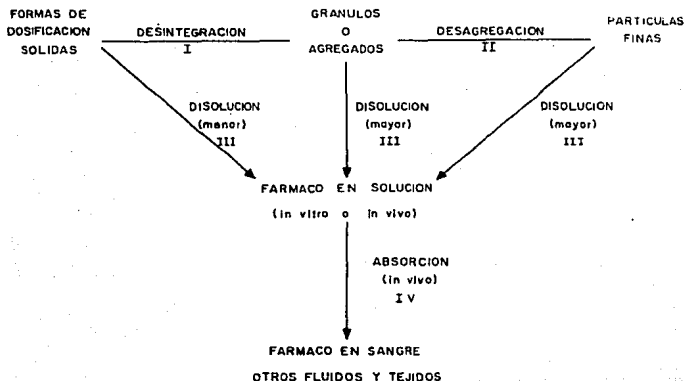 FORMAS DE
DOSIFICACION
SOLIDAS
DESINTEGRACION
I
GRANULOS
O
AGREGADOS
DESAGREGACION
II
PARTICULAS
FINAS
DISOLUCION
(menor)
III
DISOLUCION
(mayor)
III
DISOLUCION
(mayor)
III
FARMACO EN SOLUCION
(in vitro o in vivo)
ABSORCION
(in vivo)
IV
FARMACO EN SANGRE
OTROS FLUIDOS Y TEJIDOS